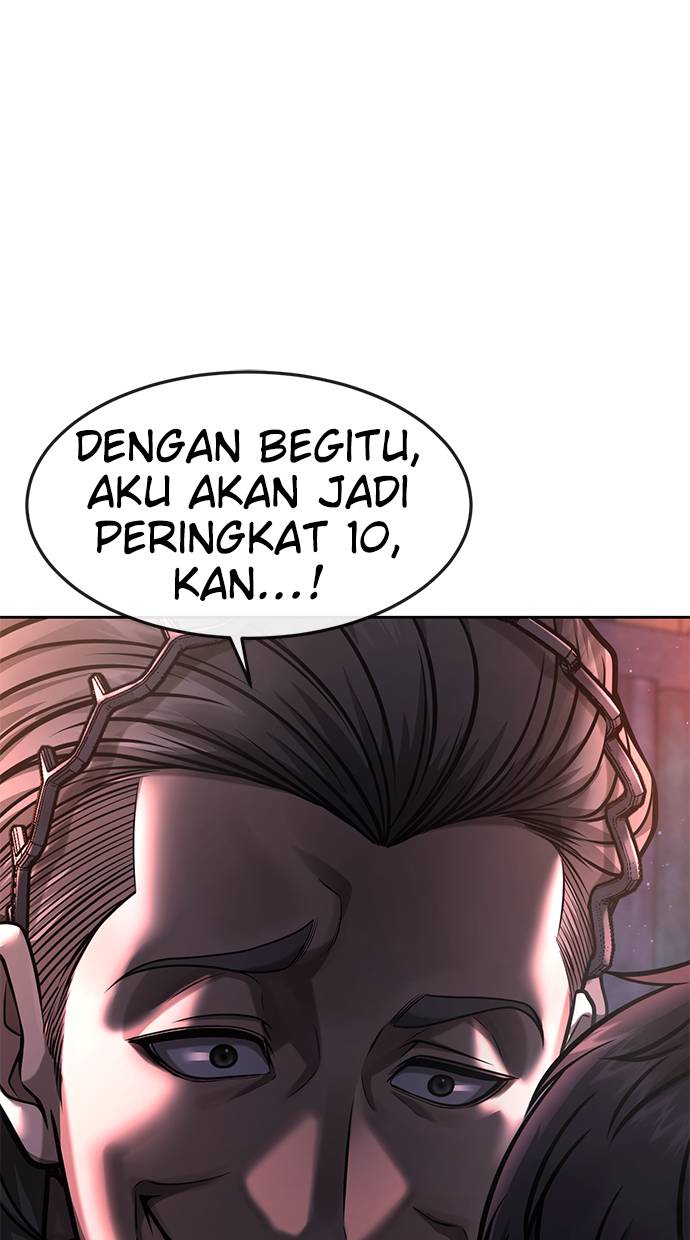 DENGAN BEGITU,
AKU AKAN JADI
PERINGKAT 10,
KAN...!